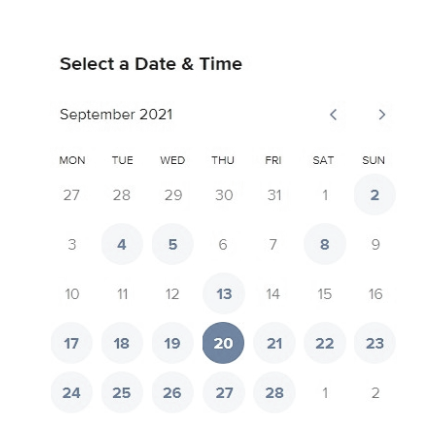 Select a Date & Time
September 2021
MON TUE WED THU FRI SAT SUN
27 28 29 30 31 1 2
3 4 5 6 7 8 9
10 11 12 13 14 15 16
17 18 19 20 21 22 23
24 25 26 27 28 1 2